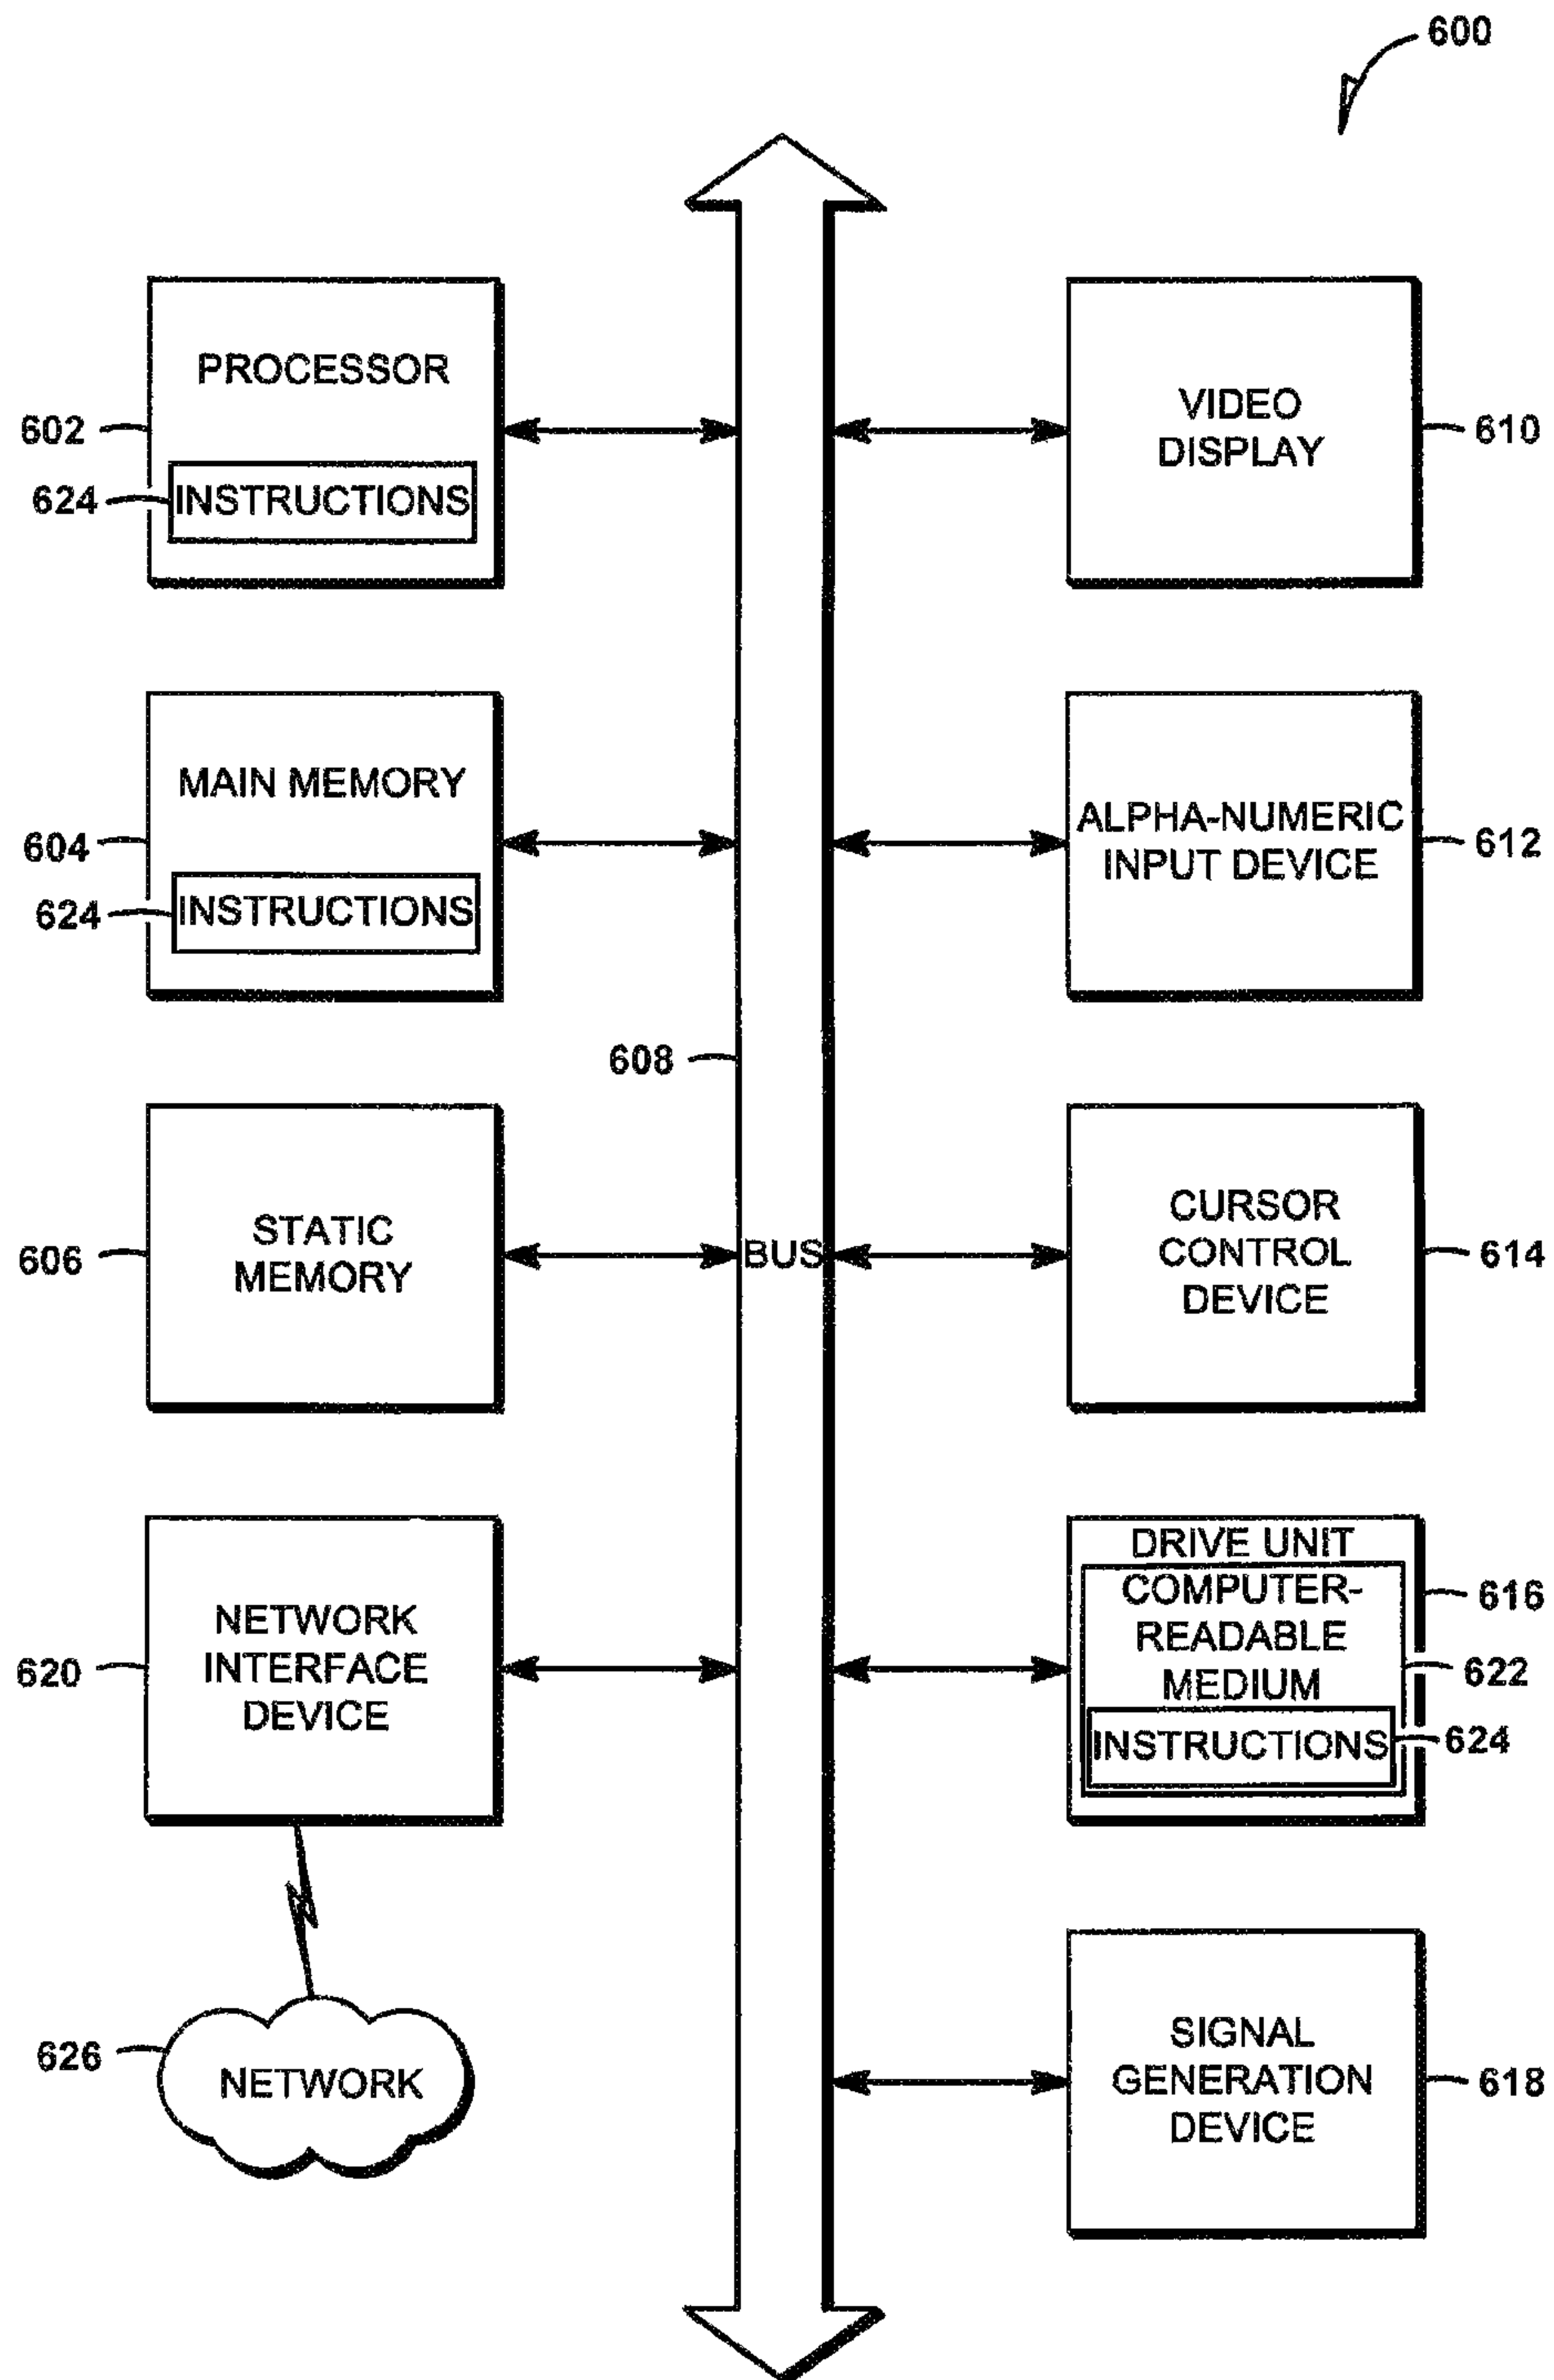 600
PROCESSOR
602
624
INSTRUCTIONS
MAIN MEMORY
604
624
INSTRUCTIONS
608
STATIC
MEMORY
606
BUS
NETWORK
INTERFACE
DEVICE
620
626
NETWORK
VIDEO
DISPLAY
610
ALPHA-NUMERIC
INPUT DEVICE
612
CURSOR
CONTROL
DEVICE
614
DRIVE UNIT
COMPUTER-
READABLE
MEDIUM
616
622
INSTRUCTIONS
624
SIGNAL
GENERATION
DEVICE
618